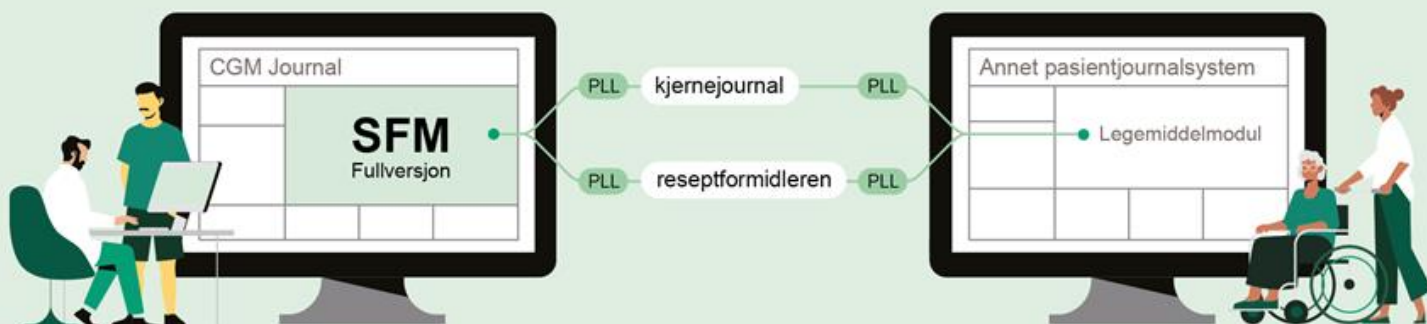 CGM Journal
SFM
Fullversjon
PLL kjernejournal PLL
PLL reseptformidleren PLL
Annet pasientjournalsystem
Legemiddelmodul